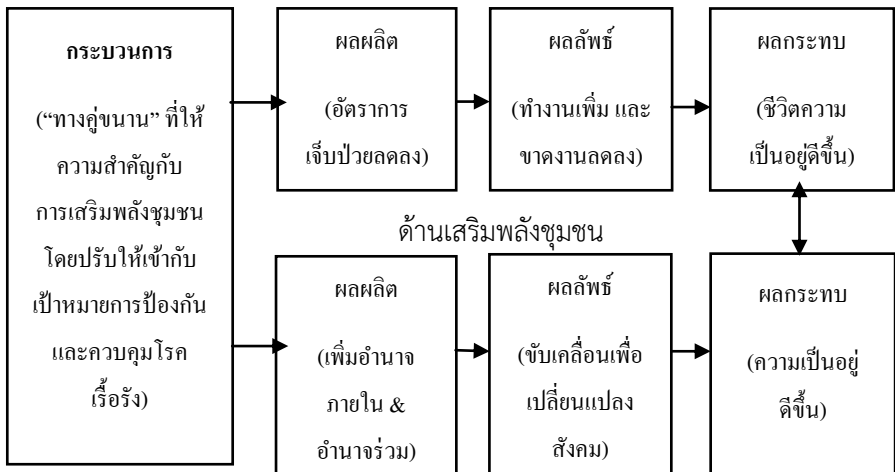 กระบวนการ
(“ทางคู่ขนาน” ที่ให้
ความสำคัญกับ
การเสริมพลังชุมชน
โดยปรับให้เข้ากับ
เป้าหมายการป้องกัน
และควบคุมโรค
เรื้อรัง)
ผลผลิต
(อัตราการ
เจ็บป่วยลดลง)
ผลลัพธ์
(ทำงานเพิ่ม และ
ขาดงานลดลง)
ผลกระทบ
(ชีวิตความ
เป็นอยู่ดีขึ้น)
ด้านเสริมพลังชุมชน
ผลผลิต
(เพิ่มอำนาจ
ภายใน &
อำนาจร่วม)
ผลลัพธ์
(ขับเคลื่อนเพื่อ
เปลี่ยนแปลง
สังคม)
ผลกระทบ
(ความเป็นอยู่
ดีขึ้น)